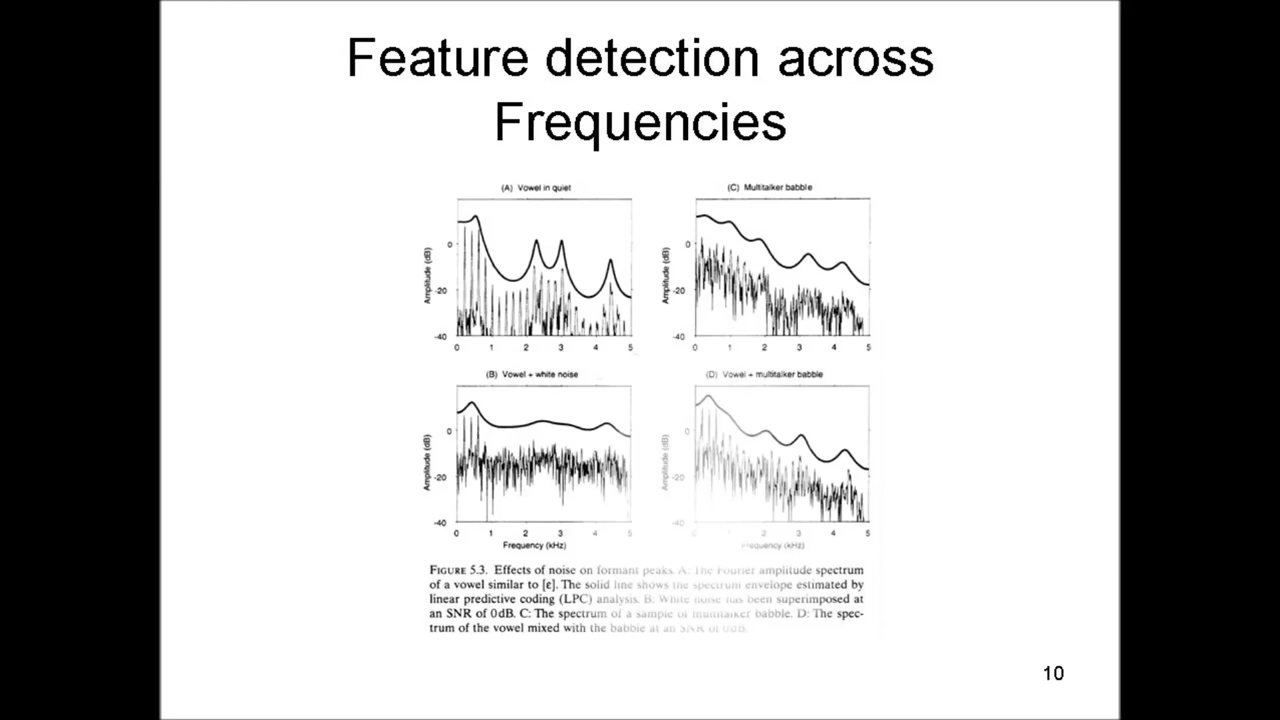 Feature detection across
Frequencies
(A) Vowel in quiet
Amplitude (dB)
0
-20
-40
0 1 2 3 4 5
(C) Multitalker babble
Amplitude (dB)
0
-20
-40
0 1 2 3 4 5
(B) Vowel + white noise
Amplitude (dB)
0
-20
-40
0 1 2 3 4 5
Frequency (kHz)
(D) Vowel + multitalker babble
Amplitude (dB)
0
-20
-40
0 1 2 3 4 5
Frequency (kHz)
FIGURE 5.3. Effects of noise on formant peaks. A: The Fourier amplitude spectrum
of a vowel similar to [ɛ]. The solid line shows the spectrum envelope estimated by
linear predictive coding (LPC) analysis. B: White noise has been superimposed at
an SNR of 0dB. C: The spectrum of a sample of multitalker babble. D: The spec-
trum of the vowel mixed with the babble at an SNR of 0dB.
10